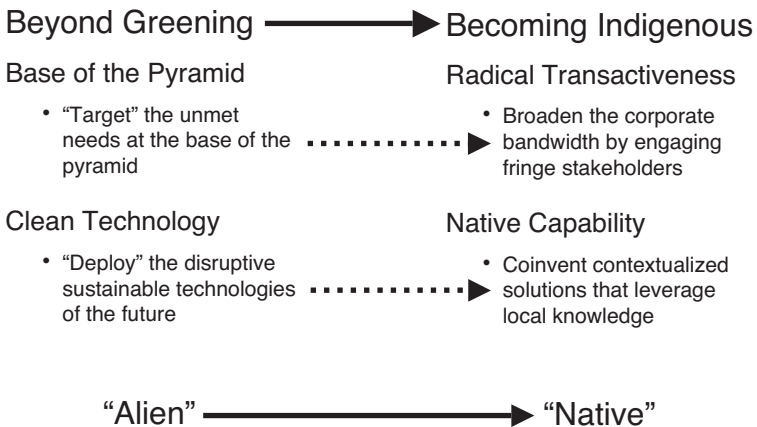 Beyond Greening
Becoming Indigenous
Base of the Pyramid
• “Target” the unmet
needs at the base of the
pyramid
Radical Transactiveness
• Broaden the corporate
bandwidth by engaging
fringe stakeholders
Clean Technology
• “Deploy” the disruptive
sustainable technologies
of the future
Native Capability
• Coinvent contextualized
solutions that leverage
local knowledge
“Alien”
“Native”